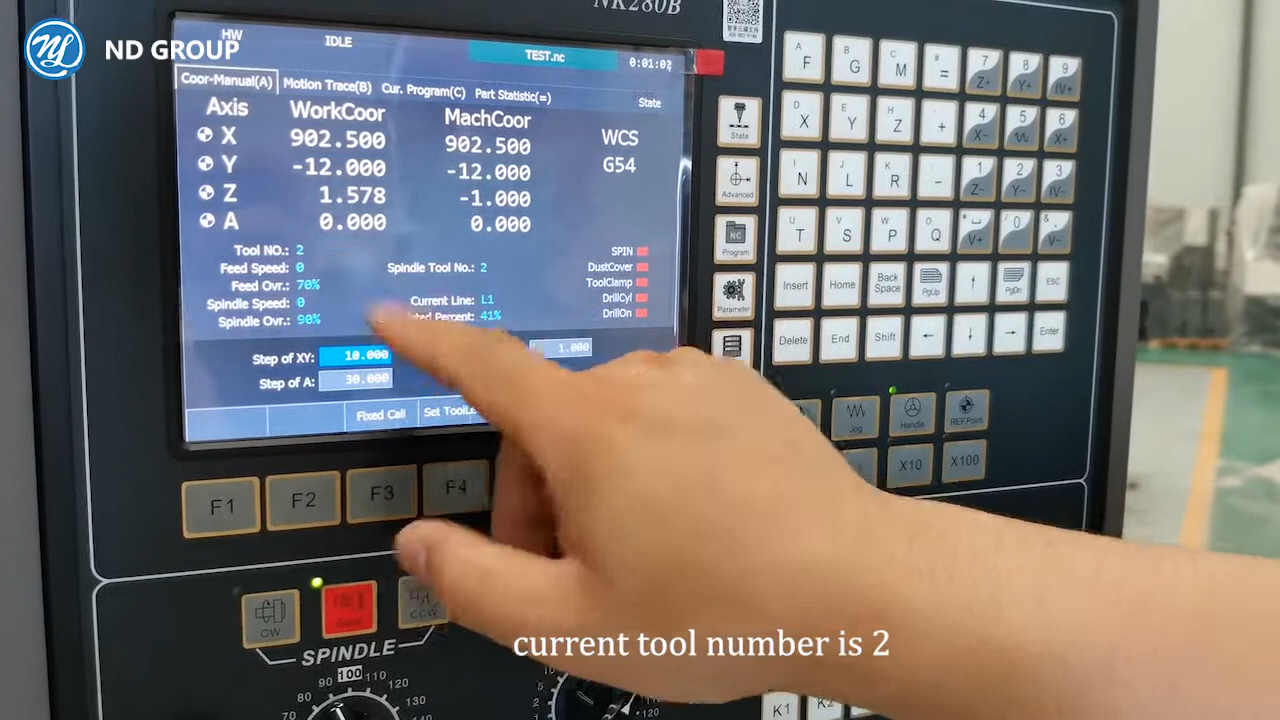 ND GROUP
NK280B
HW IDLE TEST.nc 0:01:02
Coor-Manual(A) Motion Trace(B) Cur. Program(C) Part Statistic(=)
State
Axis WorkCoor MachCoor
X 902.500 902.500 WCS
Y -12.000 -12.000 G54
Z 1.578 -1.000
A 0.000 0.000
Tool NO.: 2 SPIN
Feed Speed: 0 Spindle Tool No.: 2 DustCover
Feed Ovr.: 70% ToolClamp
Spindle Speed: 0 Current Line: L1 DrillCyl
Spindle Ovr.: 90% Percent: 41% DrillOn
Step of XY: 10.000 1.000
Step of A: 30.000
Fixed Call Set
F1 F2 F3 F4
State
Advanced
NC
Program
Parameter
A F B G C M " = 7 Z+ 8 Y+ 9 IV+
D X E Y H Z , + 4 X- 5 6 X+
I N J L K R _ - 1 Z- 2 Y- 3 IV-
U T V S W P O Q * V+ ' 0 & . V-
Insert Home Back Space PgUp ↑ PgDn ESC
Delete End Shift ← ↓ → Enter
Jog Handle REF.Point
X10 X100
CW CCW
SPINDLE
70 80 90 100 110 120 130 140
120
K1 K2
current tool number is 2